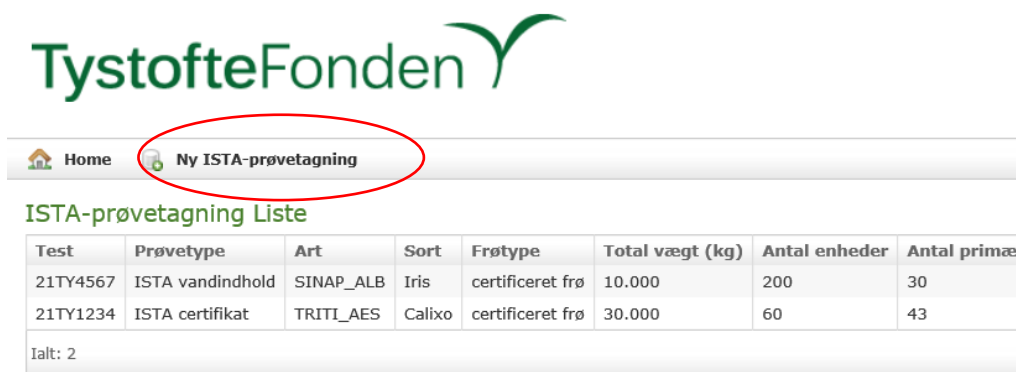 TystofteFonden
Home Ny ISTA-prøvetagning
ISTA-prøvetagning Liste
Test Prøvetype Art Sort Frøtype Total vægt (kg) Antal enheder Antal primæ
21TY4567 ISTA vandindhold SINAP_ALB Iris certificeret frø 10.000 200 30
21TY1234 ISTA certifikat TRITI_AES Calixo certificeret frø 30.000 60 43
Ialt: 2